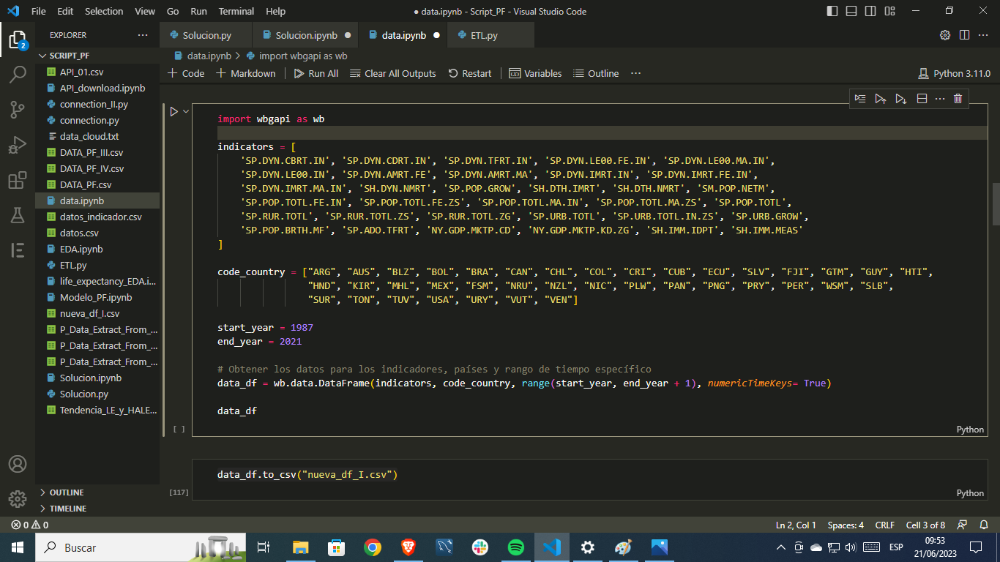 File Edit Selection View Go Run Terminal Help
● data.ipynb - Script_PF - Visual Studio Code
EXPLORER ···
Solucion.py
Solucion.ipynb ●
data.ipynb ●
ETL.py
2
SCRIPT_PF
API_01.csv
API_download.ipynb
connection_II.py
connection.py
data_cloud.txt
DATA_PF_III.csv
DATA_PF_IV.csv
DATA_PF.csv
data.ipynb
datos_indicador.csv
datos.csv
EDA.ipynb
ETL.py
life_expectancy_EDA.i...
Modelo_PF.ipynb
nueva_df_I.csv
P_Data_Extract_From_...
P_Data_Extract_From_...
P_Data_Extract_From_...
Solucion.ipynb
Solucion.py
Tendencia_LE_y_HALE...
OUTLINE
TIMELINE
data.ipynb > import wbgapi as wb
+ Code + Markdown Run All Clear All Outputs Restart Variables Outline ··· Python 3.11.0
import wbgapi as wb
indicators = [
'SP.DYN.CBRT.IN', 'SP.DYN.CDRT.IN', 'SP.DYN.TFRT.IN', 'SP.DYN.LE00.FE.IN', 'SP.DYN.LE00.MA.IN',
'SP.DYN.LE00.IN', 'SP.DYN.AMRT.FE', 'SP.DYN.AMRT.MA', 'SP.DYN.IMRT.IN', 'SP.DYN.IMRT.FE.IN',
'SP.DYN.IMRT.MA.IN', 'SH.DYN.NMRT', 'SP.POP.GROW', 'SH.DTH.IMRT', 'SH.DTH.NMRT', 'SM.POP.NETM',
'SP.POP.TOTL.FE.IN', 'SP.POP.TOTL.FE.ZS', 'SP.POP.TOTL.MA.IN', 'SP.POP.TOTL.MA.ZS', 'SP.POP.TOTL',
'SP.RUR.TOTL', 'SP.RUR.TOTL.ZS', 'SP.RUR.TOTL.ZG', 'SP.URB.TOTL', 'SP.URB.TOTL.IN.ZS', 'SP.URB.GROW',
'SP.POP.BRTH.MF', 'SP.ADO.TFRT', 'NY.GDP.MKTP.CD', 'NY.GDP.MKTP.KD.ZG', 'SH.IMM.IDPT', 'SH.IMM.MEAS'
]
code_country = ["ARG", "AUS", "BLZ", "BOL", "BRA", "CAN", "CHL", "COL", "CRI", "CUB", "ECU", "SLV", "FJI", "GTM", "GUY", "HTI",
"HND", "KIR", "MHL", "MEX", "FSM", "NRU", "NZL", "NIC", "PLW", "PAN", "PNG", "PRY", "PER", "WSM", "SLB",
"SUR", "TON", "TUV", "USA", "URY", "VUT", "VEN"]
start_year = 1987
end_year = 2021
# Obtener los datos para los indicadores, países y rango de tiempo específico
data_df = wb.data.DataFrame(indicators, code_country, range(start_year, end_year + 1), numericTimeKeys= True)
data_df
[ ] Python
data_df.to_csv("nueva_df_I.csv")
[117] Python
0 0 Ln 2, Col 1 Spaces: 4 CRLF Cell 3 of 8
Buscar
ESP
09:53
21/06/2023